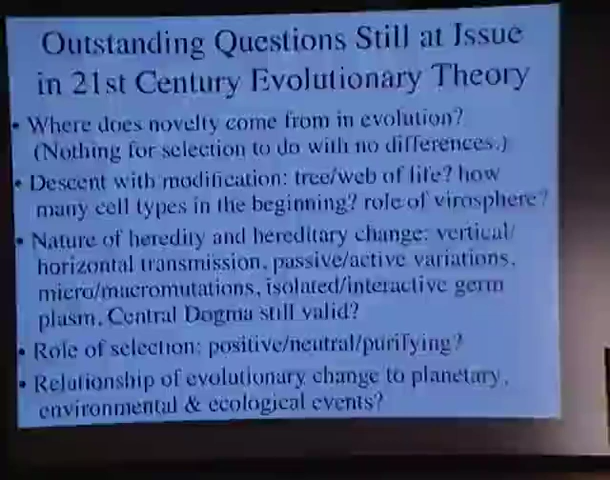 Outstanding Questions Still at Issue
in 21st Century Evolutionary Theory
• Where does novelty come from in evolution?
(Nothing for selection to do with no differences.)
• Descent with modification: tree/web of life? how
many cell types in the beginning? role of virosphere?
• Nature of heredity and hereditary change: vertical/
horizontal transmission, passive/active variations,
micro/macromutations, isolated/interactive germ
plasm, Central Dogma still valid?
• Role of selection: positive/neutral/purifying?
• Relationship of evolutionary change to planetary,
environmental & ecological events?